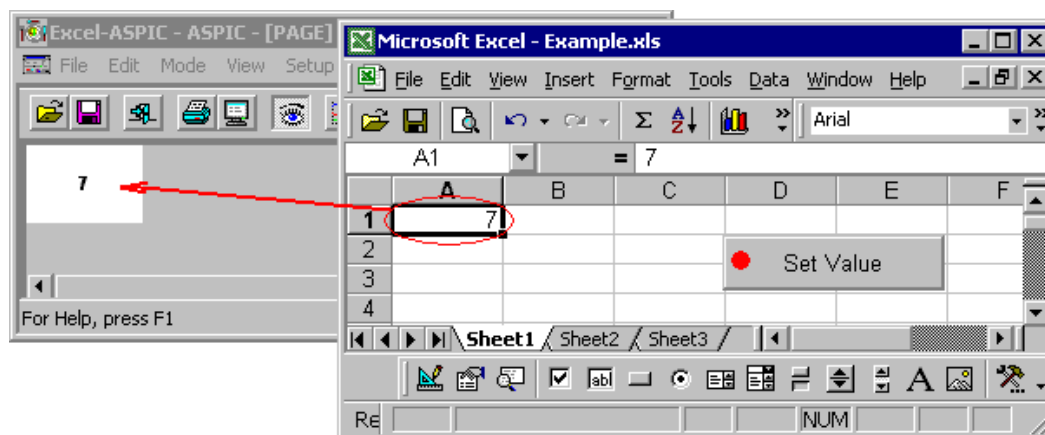 Excel-ASPIC - ASPIC - [PAGE]
File Edit Mode View Setup
7
For Help, press F1
Microsoft Excel - Example.xls
File Edit View Insert Format Tools Data Window Help
Σ A Z Arial
A1 = 7
A B C D E F
1 7
2
Set Value
3
4
Sheet1 Sheet2 Sheet3
ab A
Re NUM